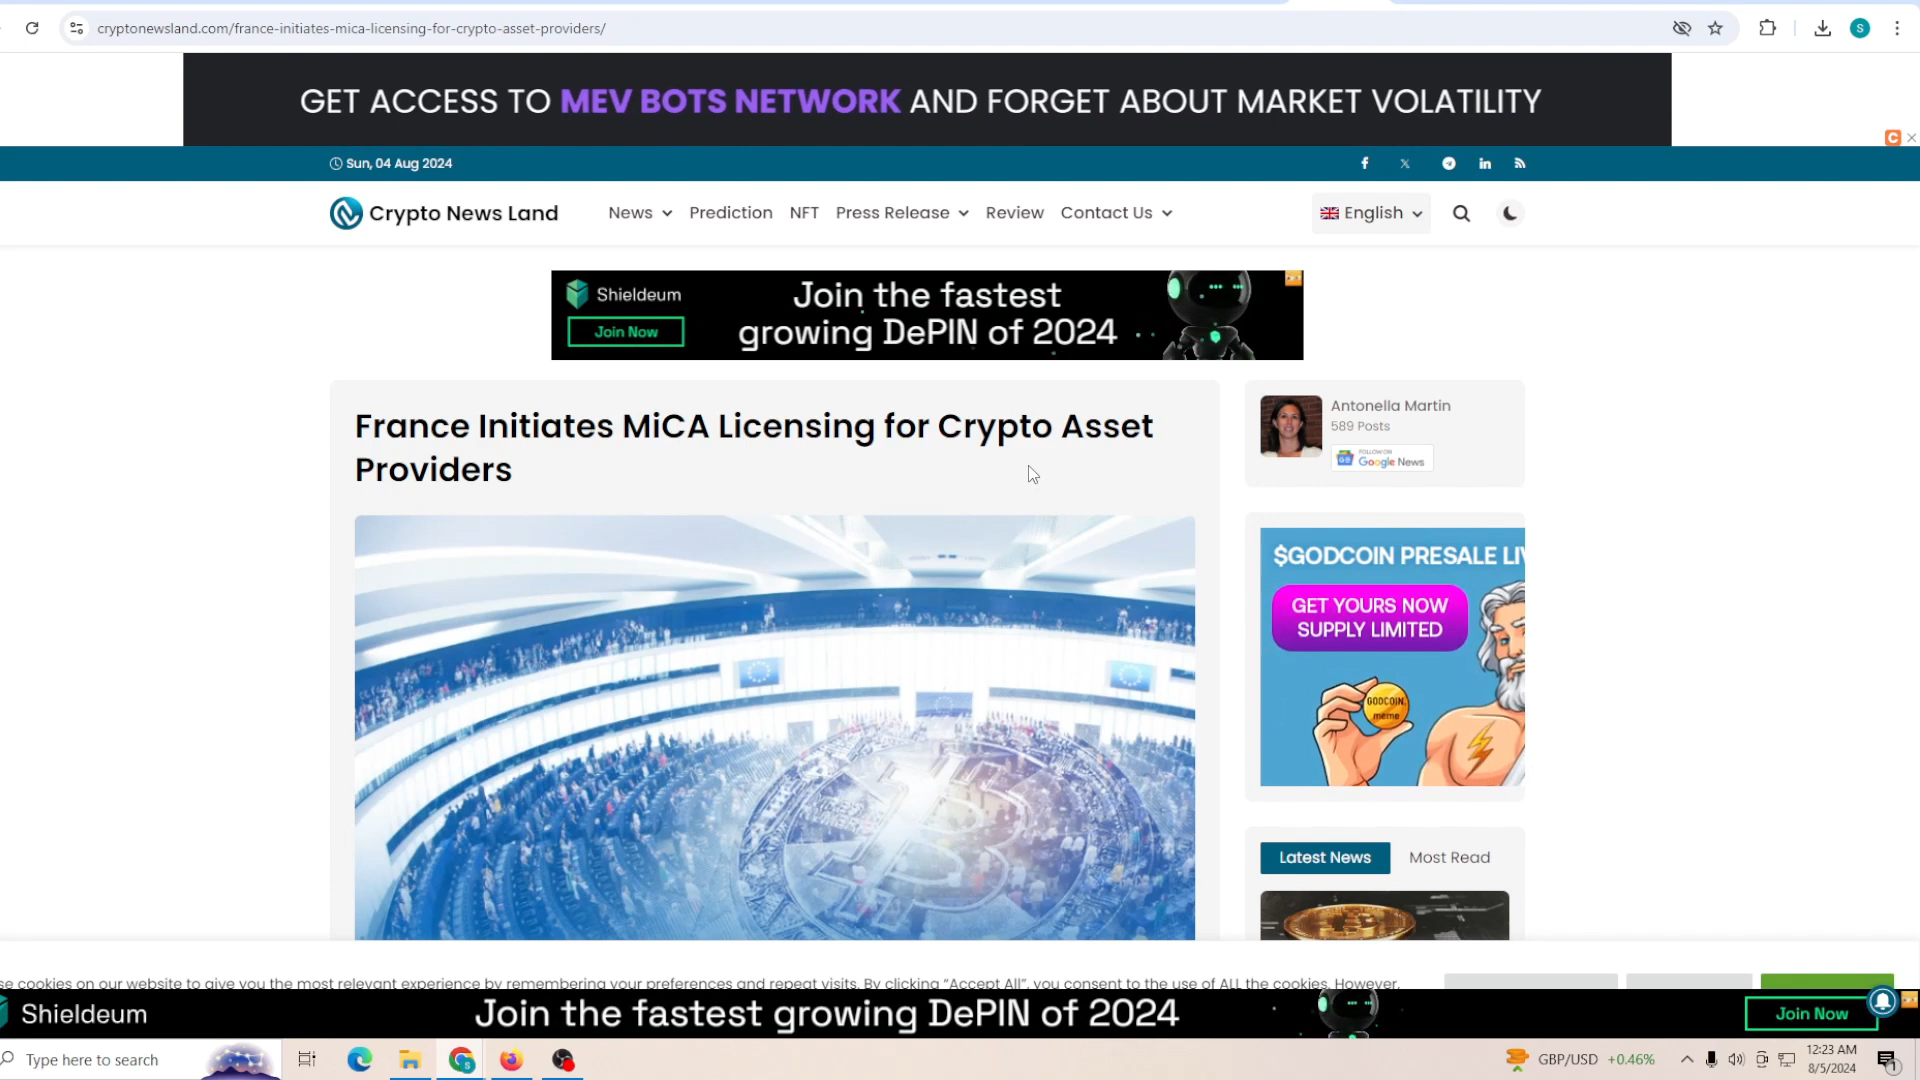 cryptonewsland.com/france-initiates-mica-licensing-for-crypto-asset-providers/
S
GET ACCESS TO MEV BOTS NETWORK AND FORGET ABOUT MARKET VOLATILITY
Sun, 04 Aug 2024
Crypto News Land
News
Prediction
NFT
Press Release
Review
Contact Us
English
Shieldeum
Join Now
Join the fastest
growing DePIN of 2024
France Initiates MiCA Licensing for Crypto Asset
Providers
Antonella Martin
589 Posts
FOLLOW ON
Google News
$GODCOIN PRESALE
GET YOURS NOW
SUPPLY LIMITED
GODCOIN.
meme
Latest News
Most Read
se cookies on our website to give you the most relevant experience by remembering your preferences and repeat visits. By clicking “Accept All”, you consent to the use of ALL the cookies. However,
Shieldeum
Join the fastest growing DePIN of 2024
Join Now
Type here to search
GBP/USD +0.46%
12:23 AM
8/5/2024
1